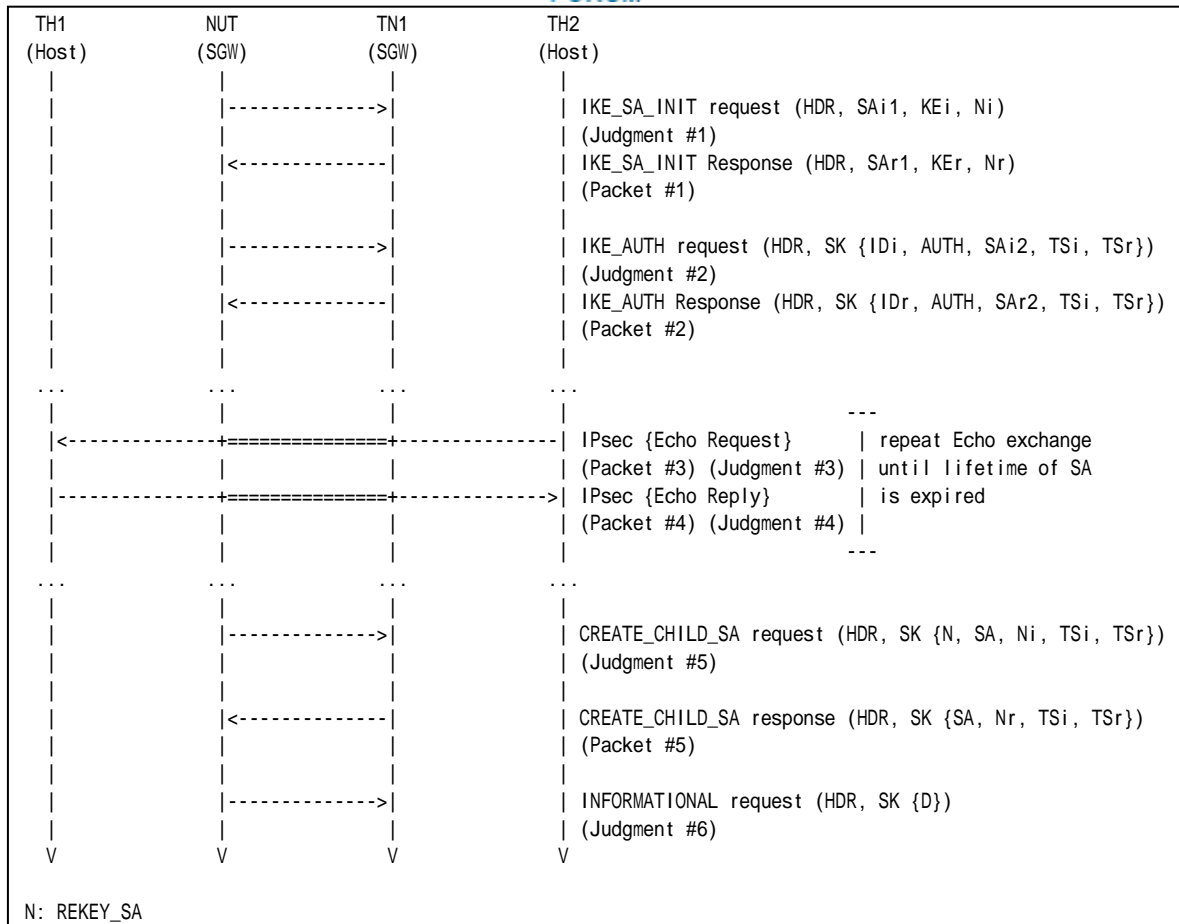 TH1 NUT TN1 TH2
(Host) (SGW) (SGW) (Host)
| | | |
| |-------------->| | IKE_SA_INIT request (HDR, SAi1, KEi, Ni)
| | | | (Judgment #1)
| |<--------------| | IKE_SA_INIT Response (HDR, SAr1, KEr, Nr)
| | | | (Packet #1)
| | | |
| |-------------->| | IKE_AUTH request (HDR, SK {IDi, AUTH, SAi2, TSi, TSr})
| | | | (Judgment #2)
| |<--------------| | IKE_AUTH Response (HDR, SK {IDr, AUTH, SAr2, TSi, TSr})
| | | | (Packet #2)
| | | |
... ... ... ...
| | | | ---
|<--------------+===============+--------------| IPsec {Echo Request} | repeat Echo exchange
| | | | (Packet #3) (Judgment #3) | until lifetime of SA
|--------------+===============+-------------->| IPsec {Echo Reply} | is expired
| | | | (Packet #4) (Judgment #4) |
| | | | ---
... ... ... ...
| | | |
| |-------------->| | CREATE_CHILD_SA request (HDR, SK {N, SA, Ni, TSi, TSr})
| | | | (Judgment #5)
| | | |
| |<--------------| | CREATE_CHILD_SA response (HDR, SK {SA, Nr, TSi, TSr})
| | | | (Packet #5)
| | | |
| |-------------->| | INFORMATIONAL request (HDR, SK {D})
| | | | (Judgment #6)
V V V V
N: REKEY_SA